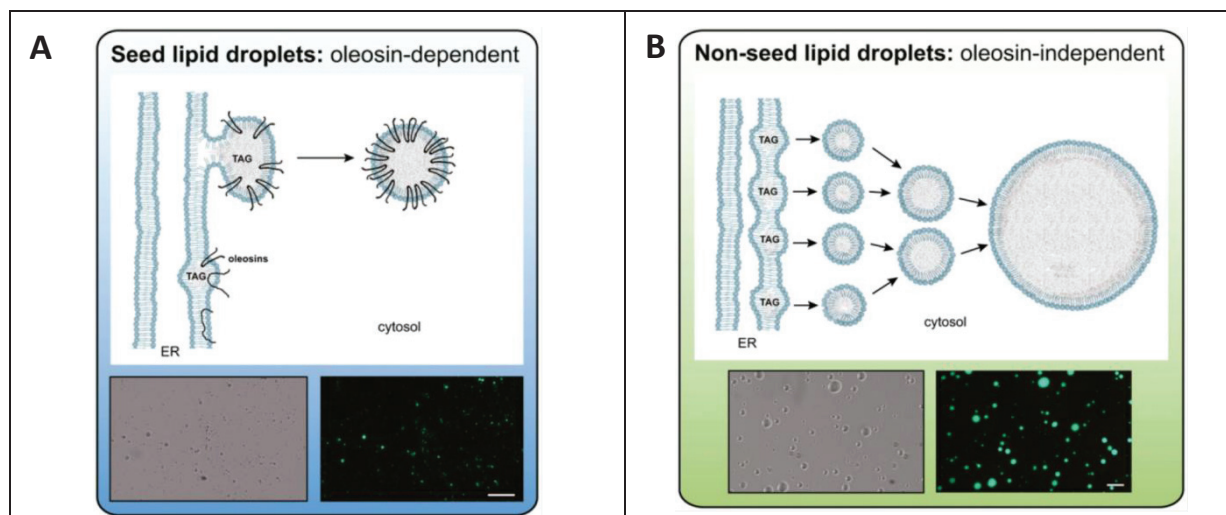 A
Seed lipid droplets: oleosin-dependent
TAG
oleosins
TAG
cytosol
ER
B
Non-seed lipid droplets: oleosin-independent
TAG
TAG
TAG
TAG
cytosol
ER